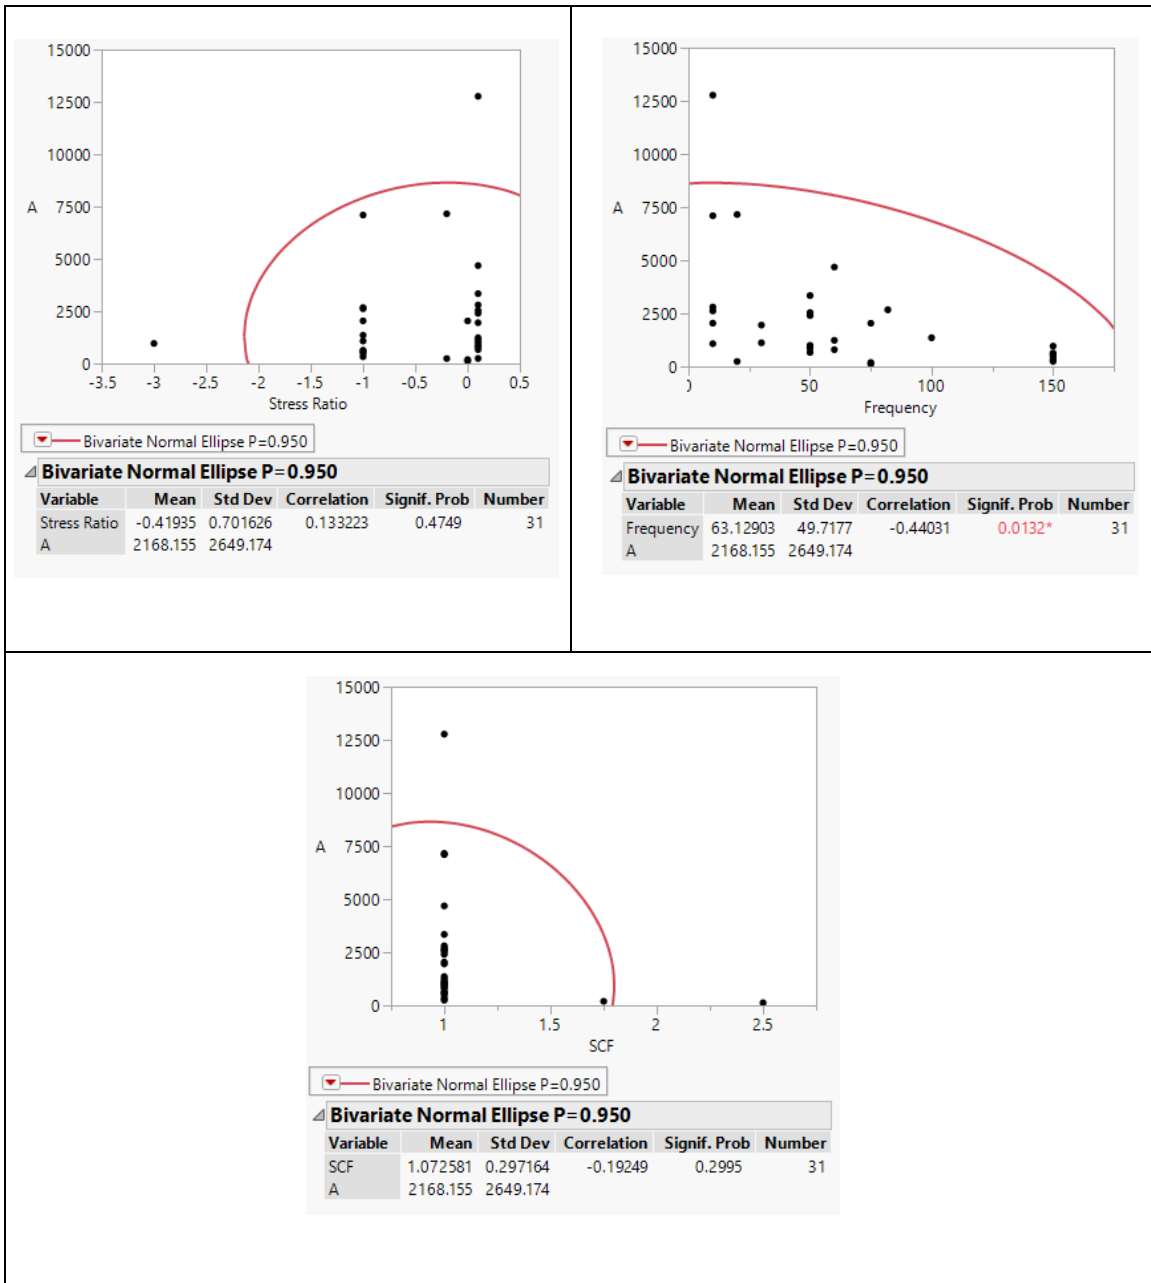 15000
12500
10000
7500
5000
2500
0
A
-3.5 -3 -2.5 -2 -1.5 -1 -0.5 0 0.5
Stress Ratio
Bivariate Normal Ellipse P=0.950
Bivariate Normal Ellipse P=0.950
Variable Mean Std Dev Correlation Signif. Prob Number
Stress Ratio -0.41935 0.701626 0.133223 0.4749 31
A 2168.155 2649.174
15000
12500
10000
7500
5000
2500
0
A
50 100 150
Frequency
Bivariate Normal Ellipse P=0.950
Bivariate Normal Ellipse P=0.950
Variable Mean Std Dev Correlation Signif. Prob Number
Frequency 63.12903 49.7177 -0.44031 0.0132* 31
A 2168.155 2649.174
15000
12500
10000
7500
5000
2500
0
A
1 1.5 2 2.5
SCF
Bivariate Normal Ellipse P=0.950
Bivariate Normal Ellipse P=0.950
Variable Mean Std Dev Correlation Signif. Prob Number
SCF 1.072581 0.297164 -0.19249 0.2995 31
A 2168.155 2649.174